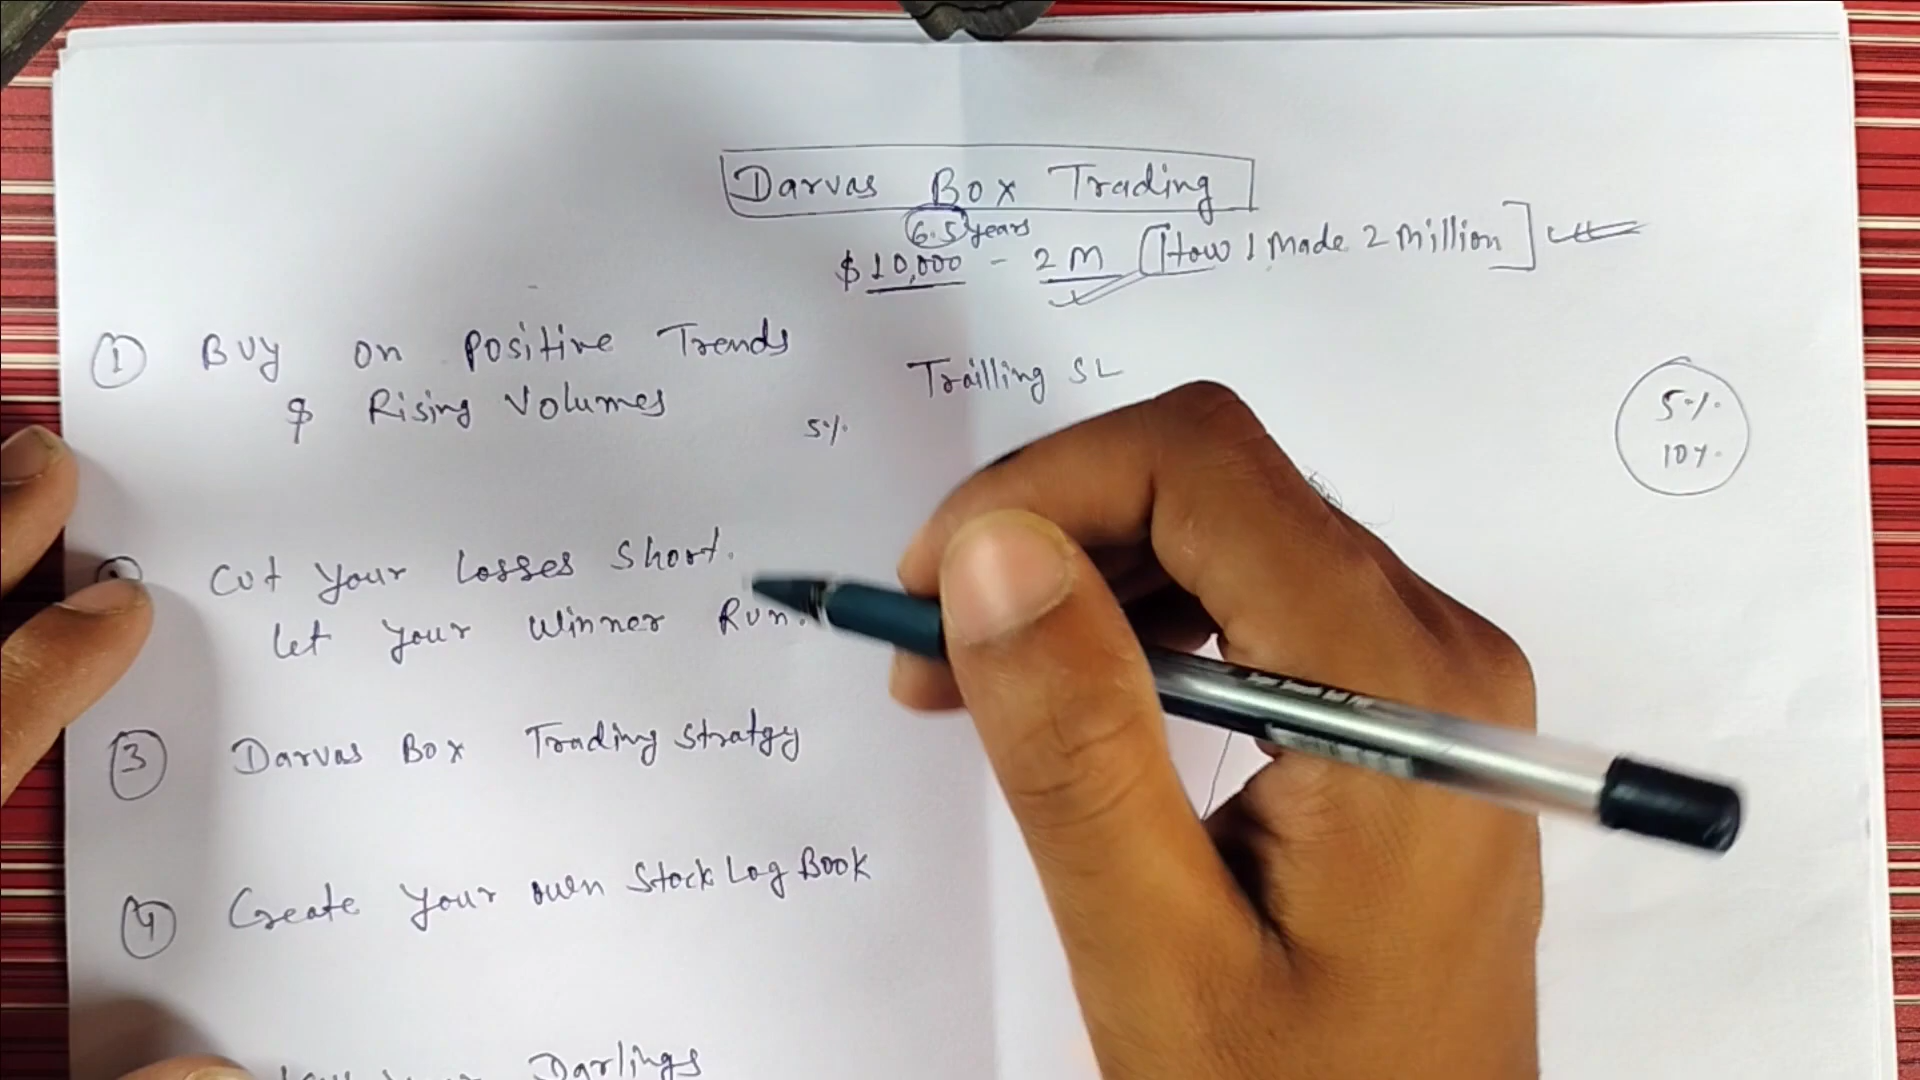 Darvas Box Trading
6.5 years
$10,000 - 2M [How I Made 2 Million]
① Buy on Positive Trends
$ Rising Volumes
5%
Trailling SL
5%
10%
Cut Your Losses Short.
Let Your Winner Run.
③ Darvas Box Trading Stratgy
④ Create Your own Stock Log Book
Darlings